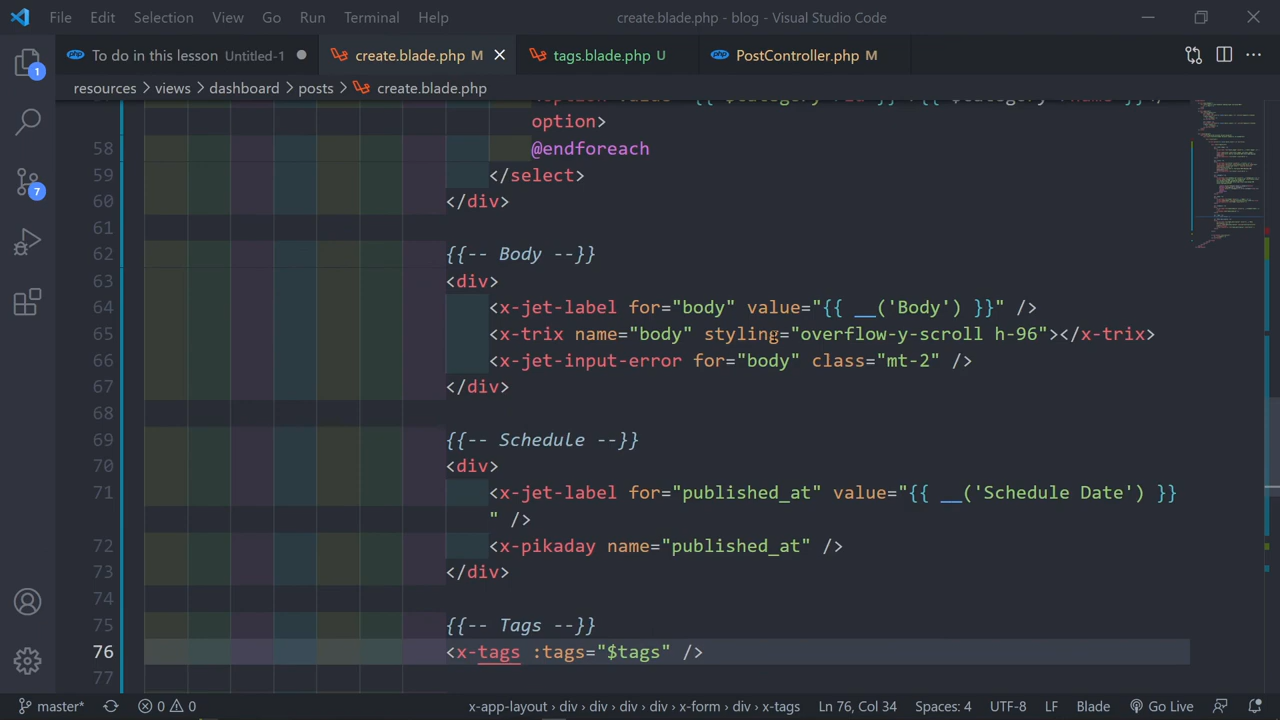 File Edit Selection View Go Run Terminal Help create.blade.php - blog - Visual Studio Code
To do in this lesson Untitled-1 create.blade.php M tags.blade.php U PostController.php M
resources > views > dashboard > posts > create.blade.php
option>
58 @endforeach
59 </select>
60 </div>
61
62 {{-- Body --}}
63 <div>
64 <x-jet-label for="body" value="{{ __('Body') }}" />
65 <x-trix name="body" styling="overflow-y-scroll h-96"></x-trix>
66 <x-jet-input-error for="body" class="mt-2" />
67 </div>
68
69 {{-- Schedule --}}
70 <div>
71 <x-jet-label for="published_at" value="{{ __('Schedule Date') }}
" />
72 <x-pikaday name="published_at" />
73 </div>
74
75 {{-- Tags --}}
76 <x-tags :tags="$tags" />
77
1
7
master* 0 0 x-app-layout › div › div › div › x-form › div › x-tags Ln 76, Col 34 Spaces: 4 UTF-8 LF Blade Go Live